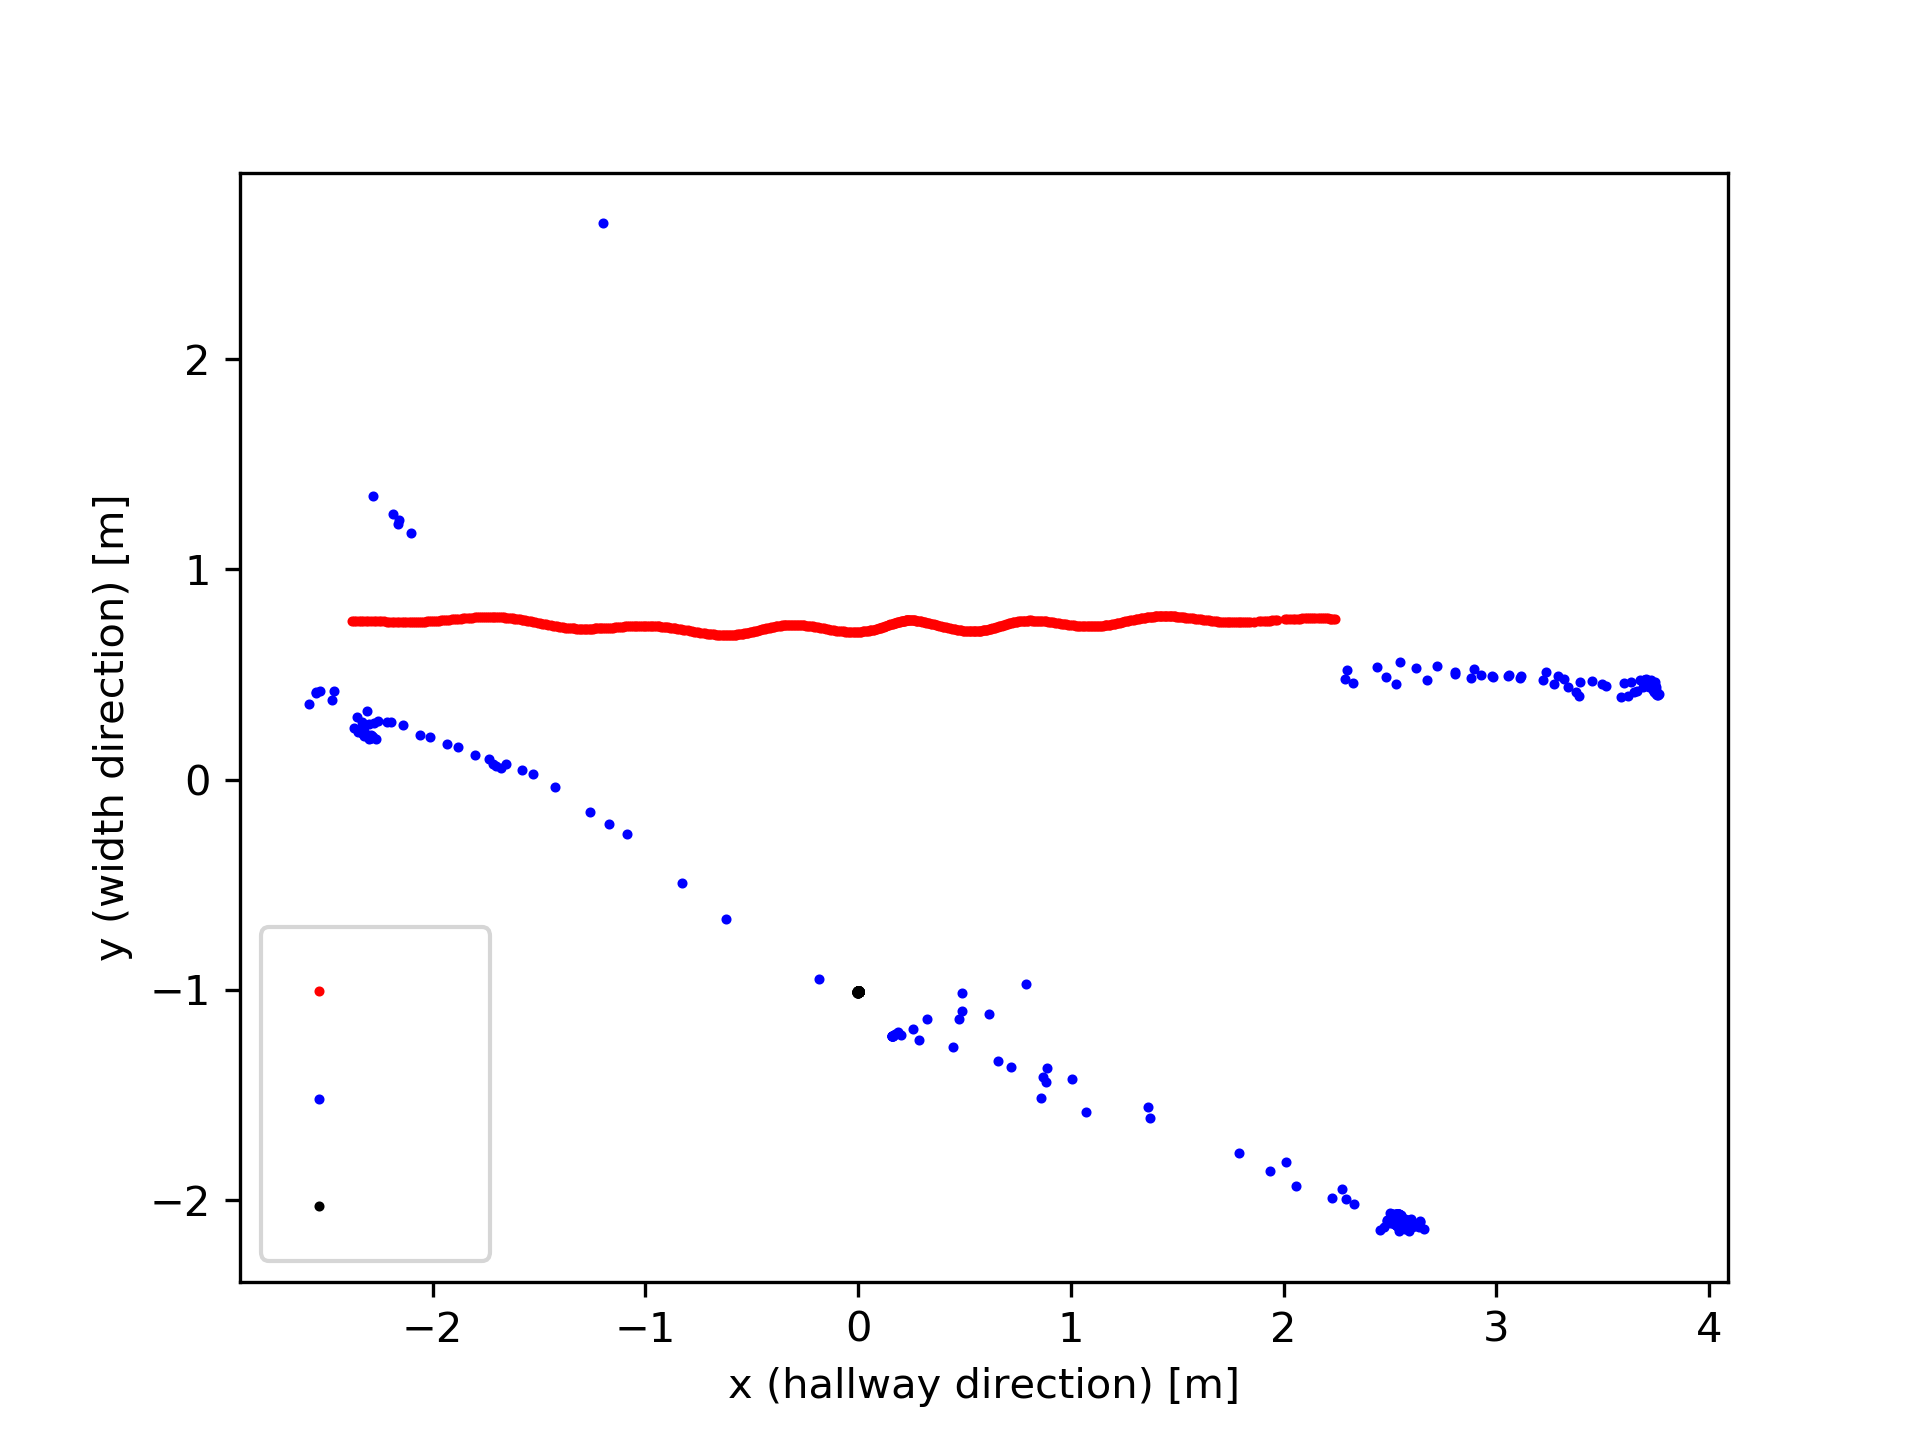 y (width direction) [m]
2
1
0
−1
−2
−2 −1 0 1 2 3 4
x (hallway direction) [m]